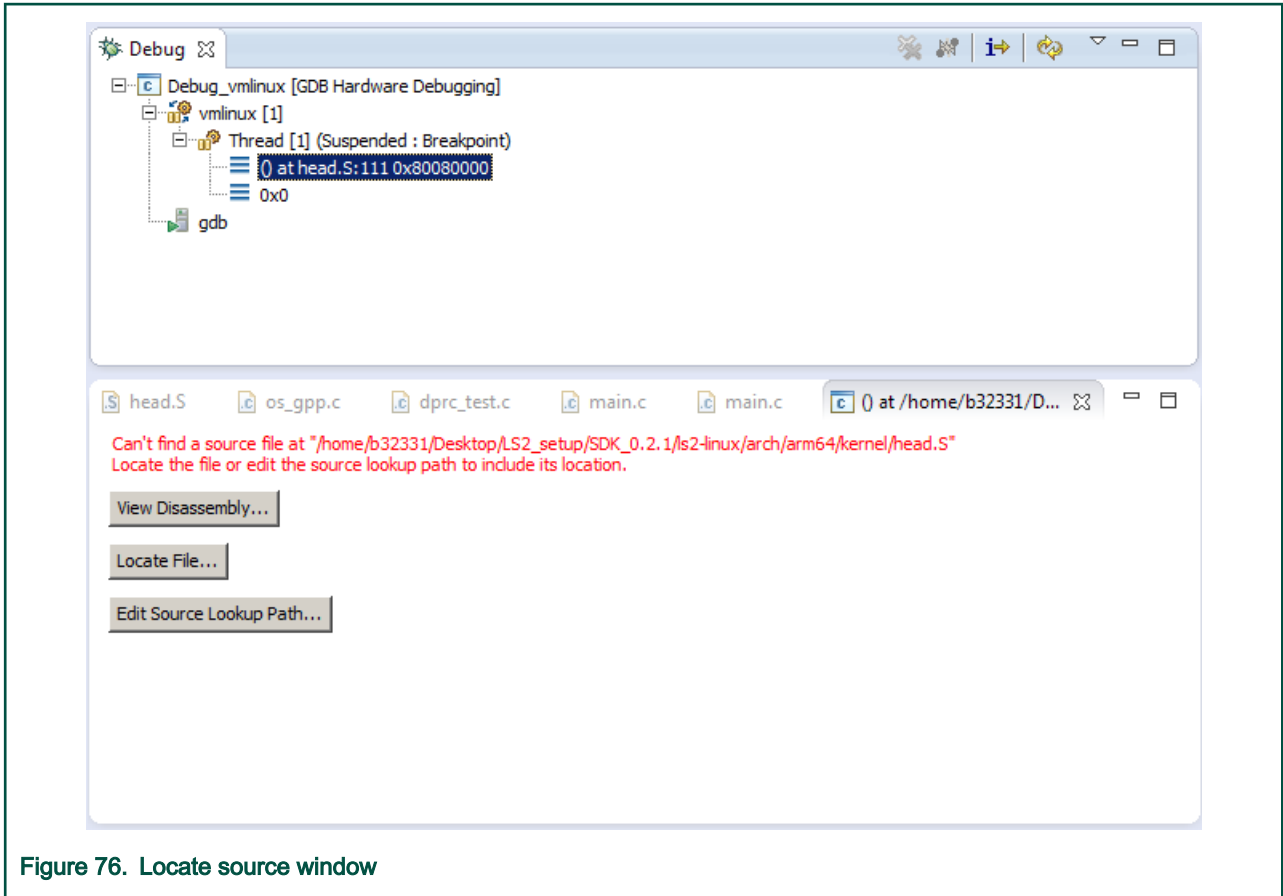 Debug
Debug_vmlinux [GDB Hardware Debugging]
vmlinux [1]
Thread [1] (Suspended : Breakpoint)
() at head.S:111 0x80080000
0x0
gdb
head.S os_gpp.c dprc_test.c main.c main.c () at /home/b32331/D...
Can't find a source file at "/home/b32331/Desktop/LS2_setup/SDK_0.2.1/ls2-linux/arch/arm64/kernel/head.S"
Locate the file or edit the source lookup path to include its location.
View Disassembly...
Locate File...
Edit Source Lookup Path...
Figure 76. Locate source window